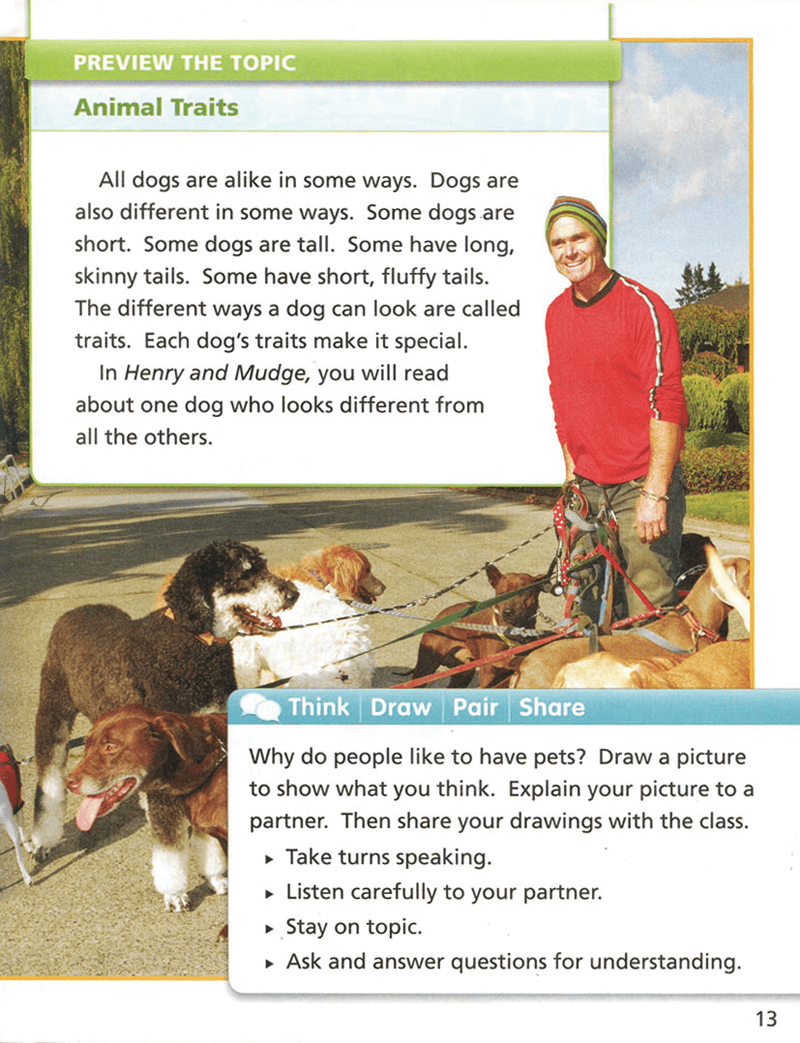 PREVIEW THE TOPIC
Animal Traits
All dogs are alike in some ways. Dogs are
also different in some ways. Some dogs are
short. Some dogs are tall. Some have long,
skinny tails. Some have short, fluffy tails.
The different ways a dog can look are called
traits. Each dog's traits make it special.
In Henry and Mudge, you will read
about one dog who looks different from
all the others.
Think | Draw | Pair | Share
Why do people like to have pets? Draw a picture
to show what you think. Explain your picture to a
partner. Then share your drawings with the class.
▸ Take turns speaking.
▸ Listen carefully to your partner.
▸ Stay on topic.
▸ Ask and answer questions for understanding.
13